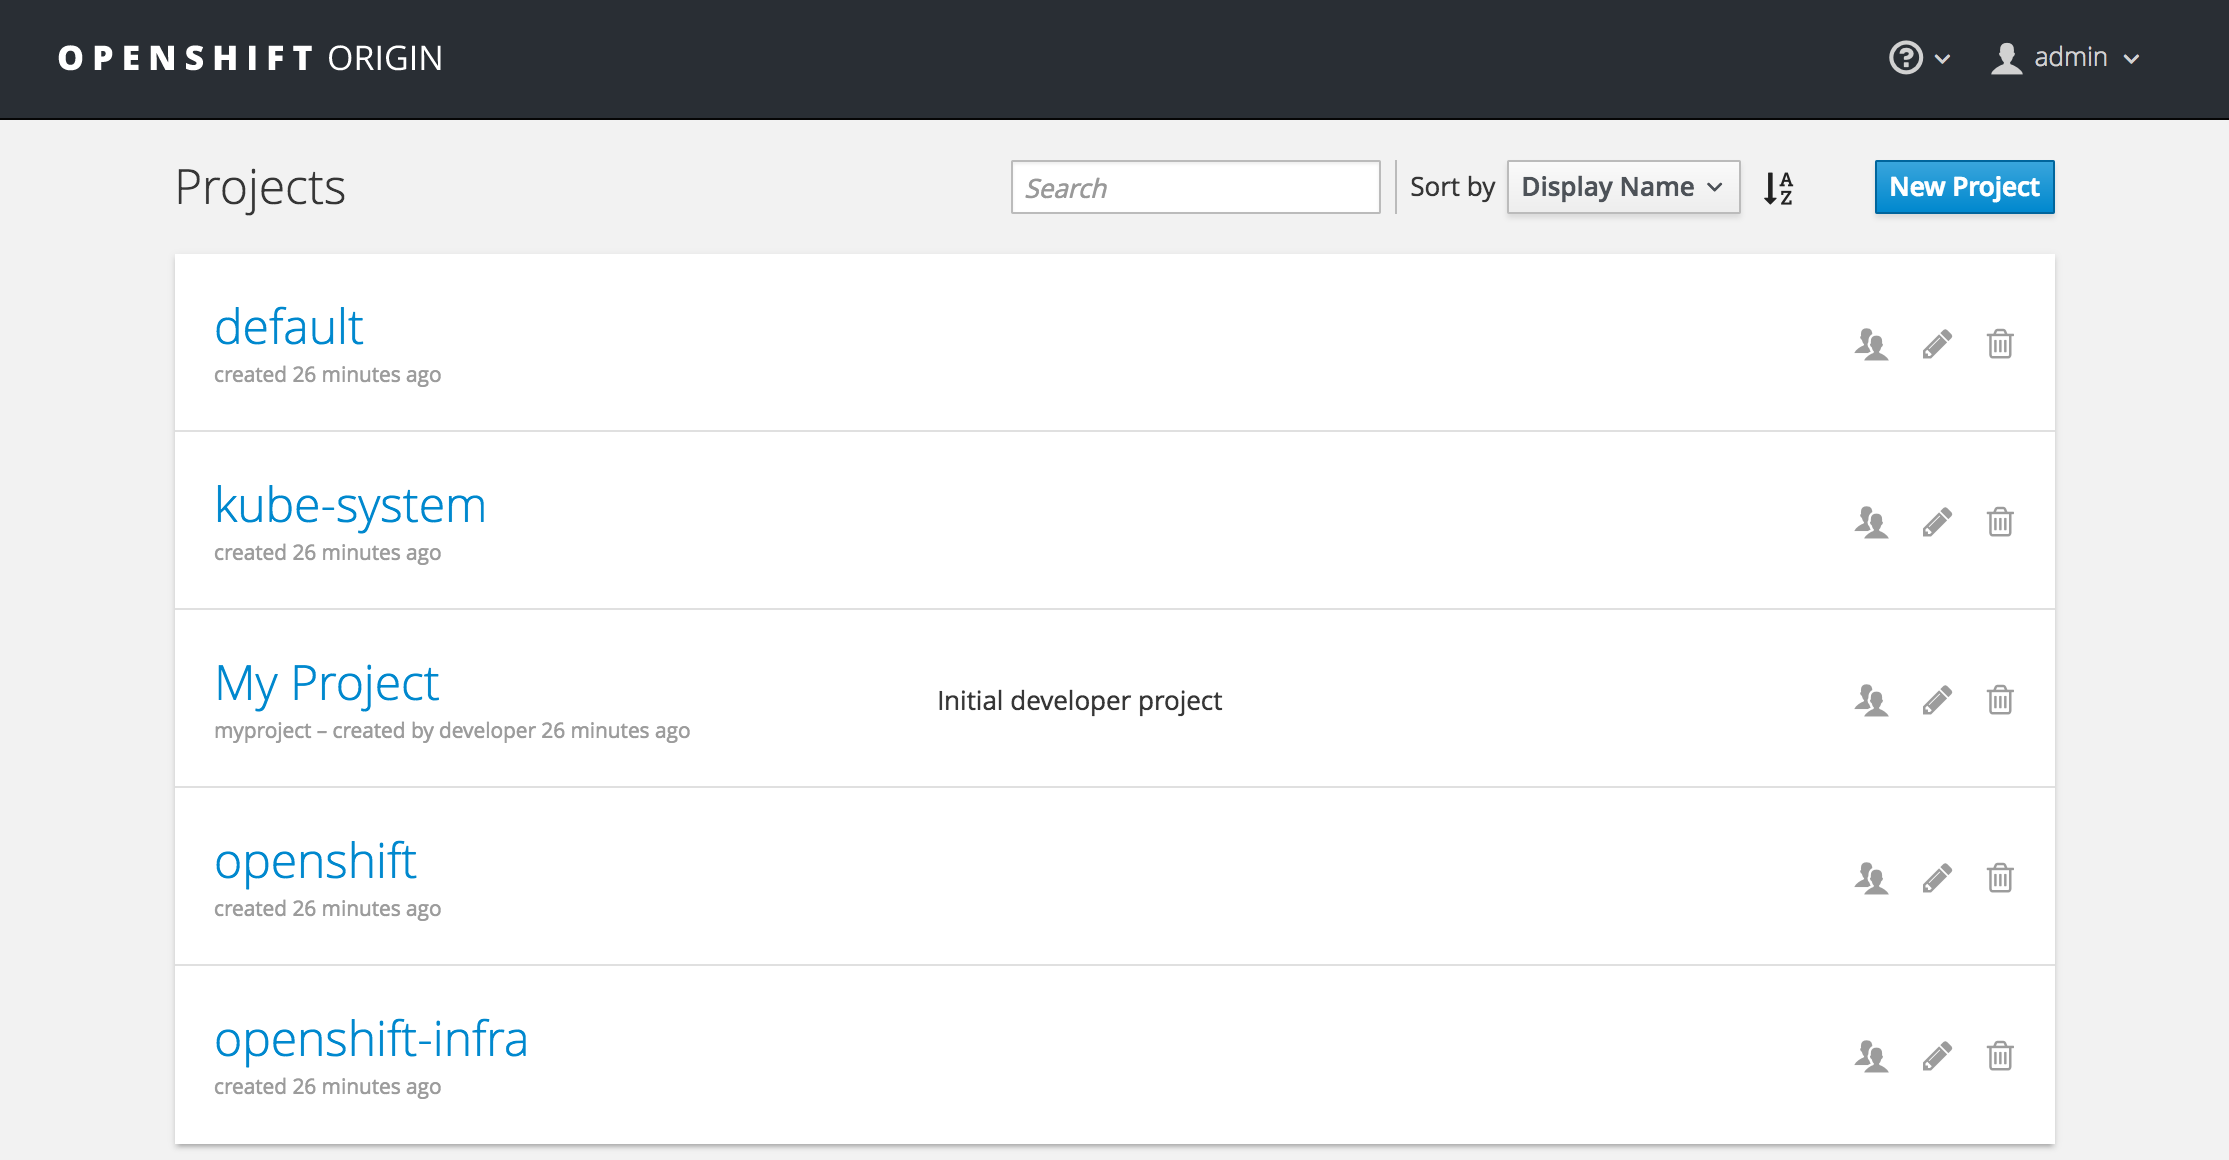 OPENSHIFT ORIGIN
admin
Projects
Search
Sort by
Display Name
A
Z
New Project
default
created 26 minutes ago
kube-system
created 26 minutes ago
My Project
myproject – created by developer 26 minutes ago
Initial developer project
openshift
created 26 minutes ago
openshift-infra
created 26 minutes ago